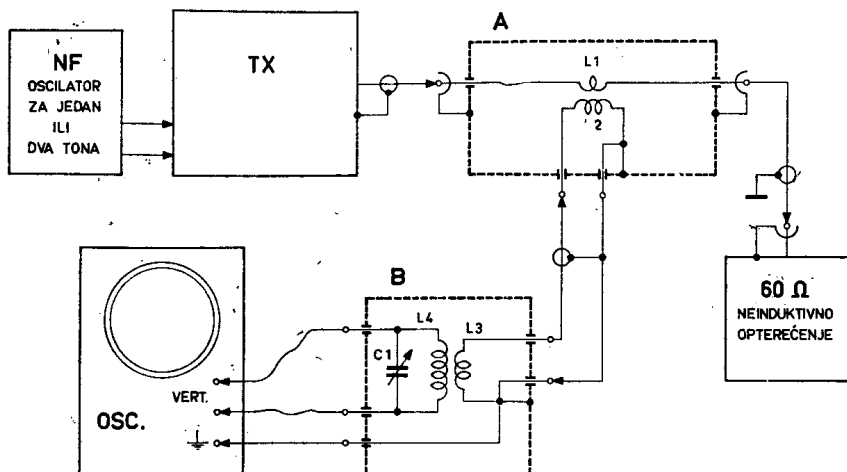 NF
OSCILATOR
ZA JEDAN
ILI
DVA TONA
TX
A
L1
2
60 Ω
NEINDUKTIVNO
OPTEREĆENJE
B
L4
L3
C1
VERT.
OSC.